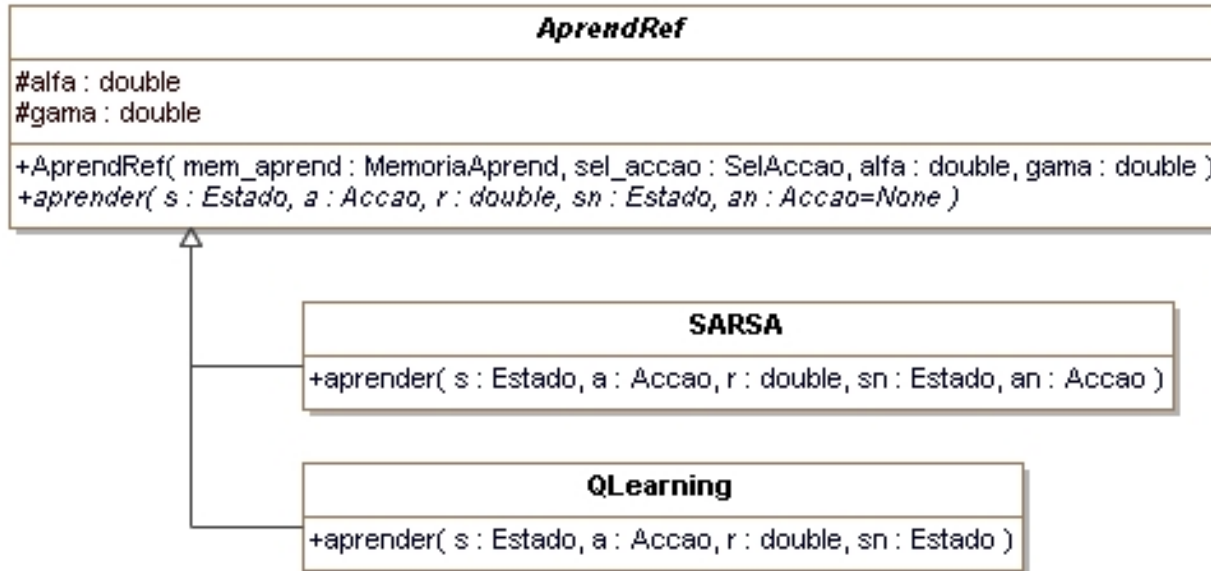 AprendRef
#alfa : double
#gama : double
+AprendRef( mem_aprend : MemoriaAprend, sel_accao : SelAccao, alfa : double, gama : double )
+aprender( s : Estado, a : Accao, r : double, sn : Estado, an : Accao=None )
SARSA
+aprender( s : Estado, a : Accao, r : double, sn : Estado, an : Accao )
QLearning
+aprender( s : Estado, a : Accao, r : double, sn : Estado )